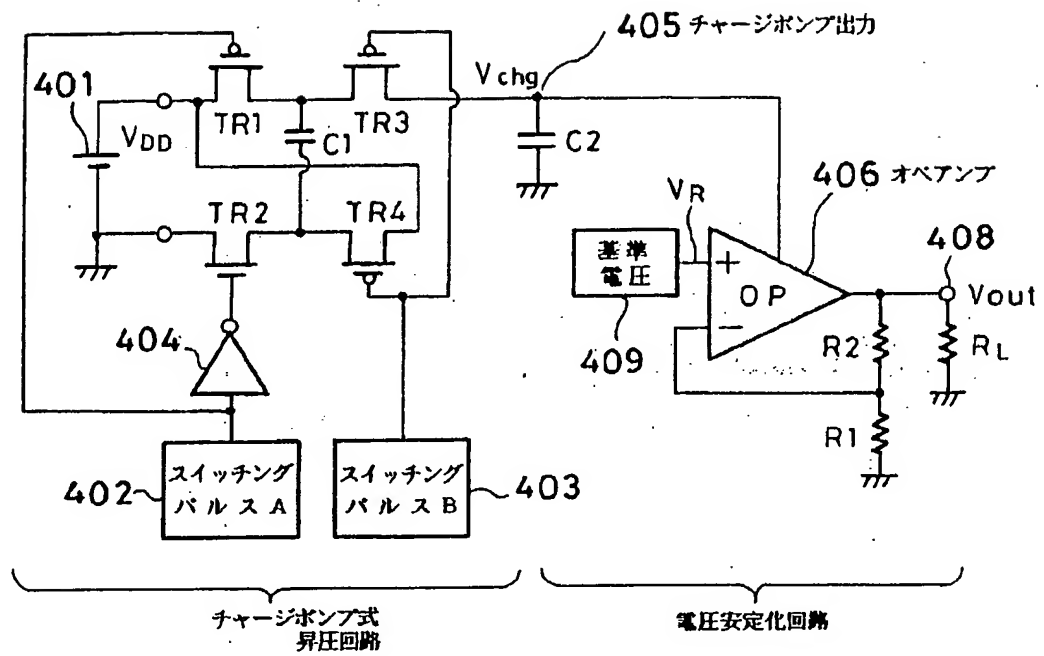 405 チャージポンプ出力
Vchg
401
VDD
TR1
TR3
C1
C2
TR2
TR4
VR
406 オペアンプ
408
基準
電圧
+
OP
−
Vout
409
R2
RL
404
R1
402
スイッチング
パルスA
スイッチング
パルスB
403
チャージポンプ式
昇圧回路
電圧安定化回路